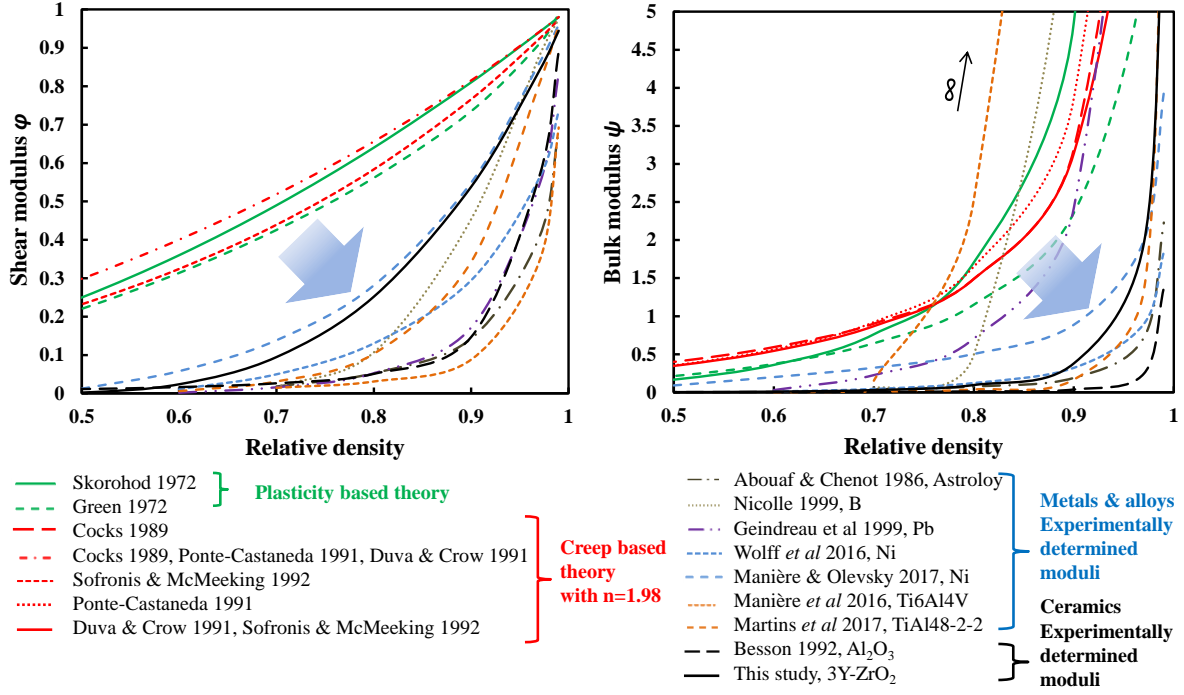 Shear modulus φ
1
0.9
0.8
0.7
0.6
0.5
0.4
0.3
0.2
0.1
0
0.5
0.6
0.7
0.8
0.9
1
Relative density
Bulk modulus ψ
5
4.5
4
3.5
3
2.5
2
1.5
1
0.5
0
∞
0.5
0.6
0.7
0.8
0.9
1
Relative density
Skorohod 1972
Green 1972
Plasticity based theory
Cocks 1989
Cocks 1989, Ponte-Castaneda 1991, Duva & Crow 1991
Sofronis & McMeeking 1992
Ponte-Castaneda 1991
Duva & Crow 1991, Sofronis & McMeeking 1992
Creep based
theory
with n=1.98
Abouaf & Chenot 1986, Astroloy
Nicolle 1999, B
Geindreau et al 1999, Pb
Wolff et al 2016, Ni
Manière & Olevsky 2017, Ni
Manière et al 2016, Ti6Al4V
Martins et al 2017, TiAl48-2-2
Besson 1992, Al2O3
This study, 3Y-ZrO2
Metals & alloys
Experimentally
determined
moduli
Ceramics
Experimentally
determined
moduli